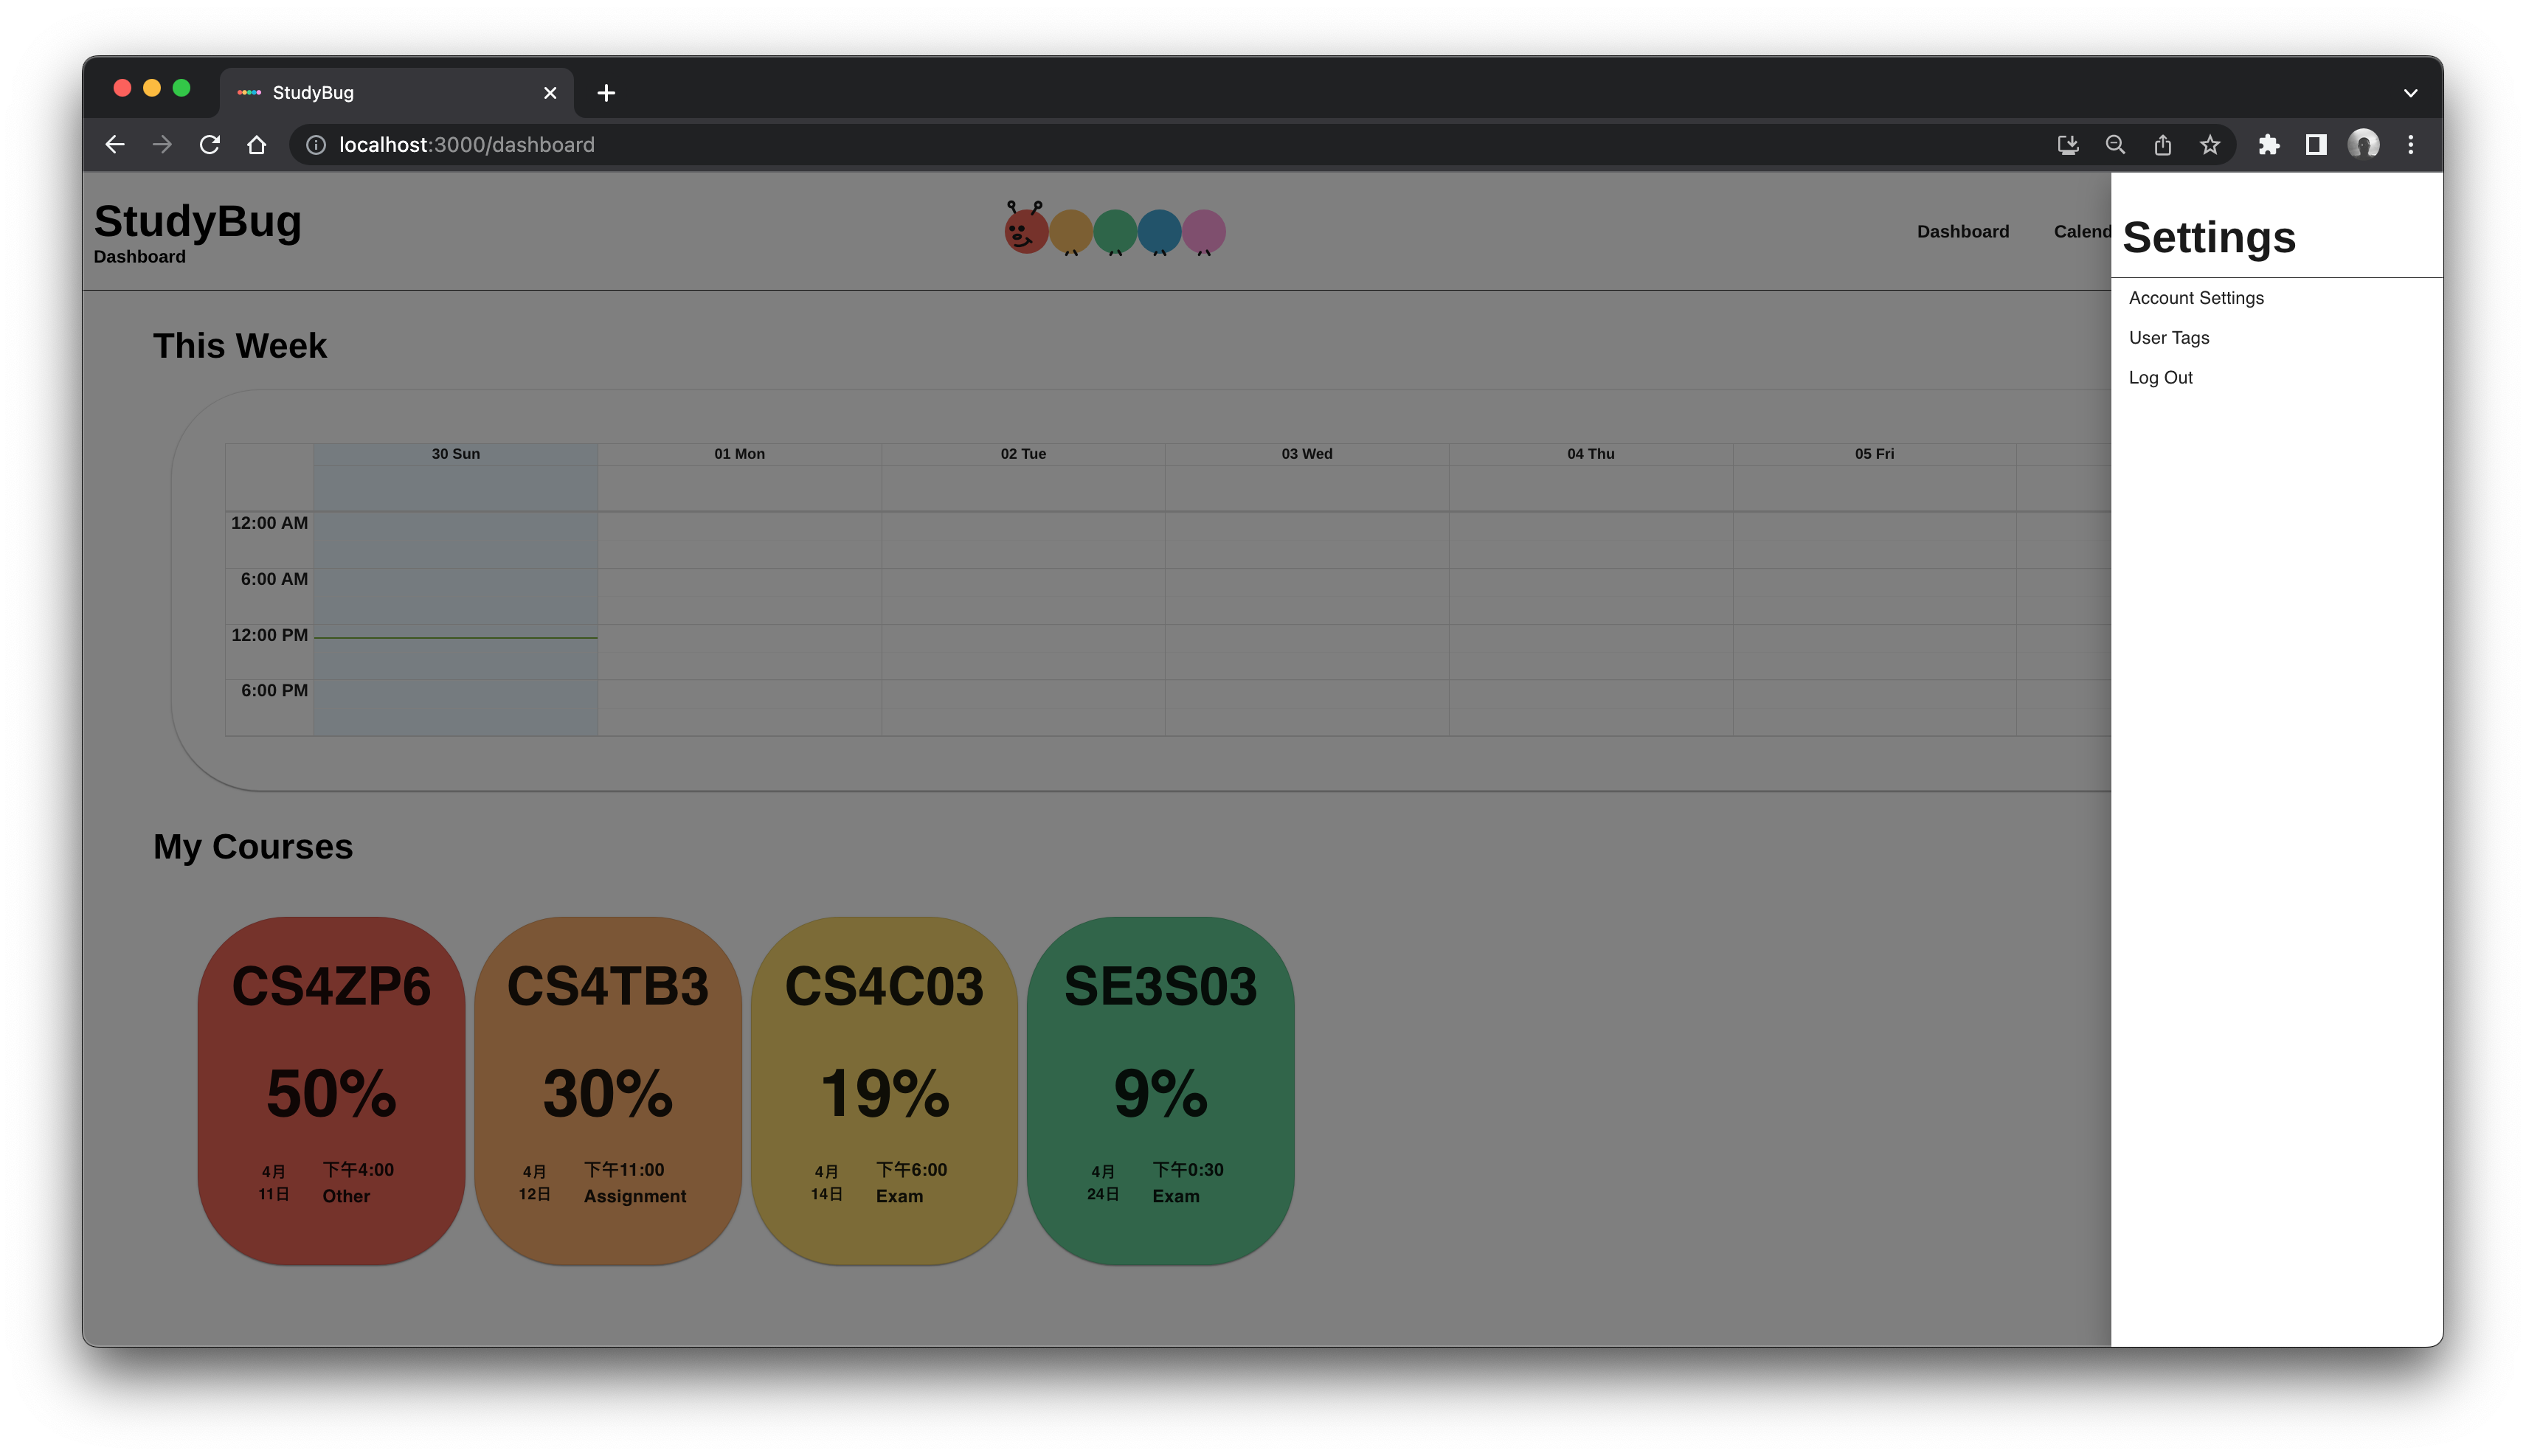 StudyBug
localhost:3000/dashboard
StudyBug
Dashboard
Dashboard
Calend
Settings
Account Settings
User Tags
Log Out
This Week
30 Sun
01 Mon
02 Tue
03 Wed
04 Thu
05 Fri
12:00 AM
6:00 AM
12:00 PM
6:00 PM
My Courses
CS4ZP6
50%
4月
11日
下午4:00
Other
CS4TB3
30%
4月
12日
下午11:00
Assignment
CS4C03
19%
4月
14日
下午6:00
Exam
SE3S03
9%
4月
24日
下午0:30
Exam